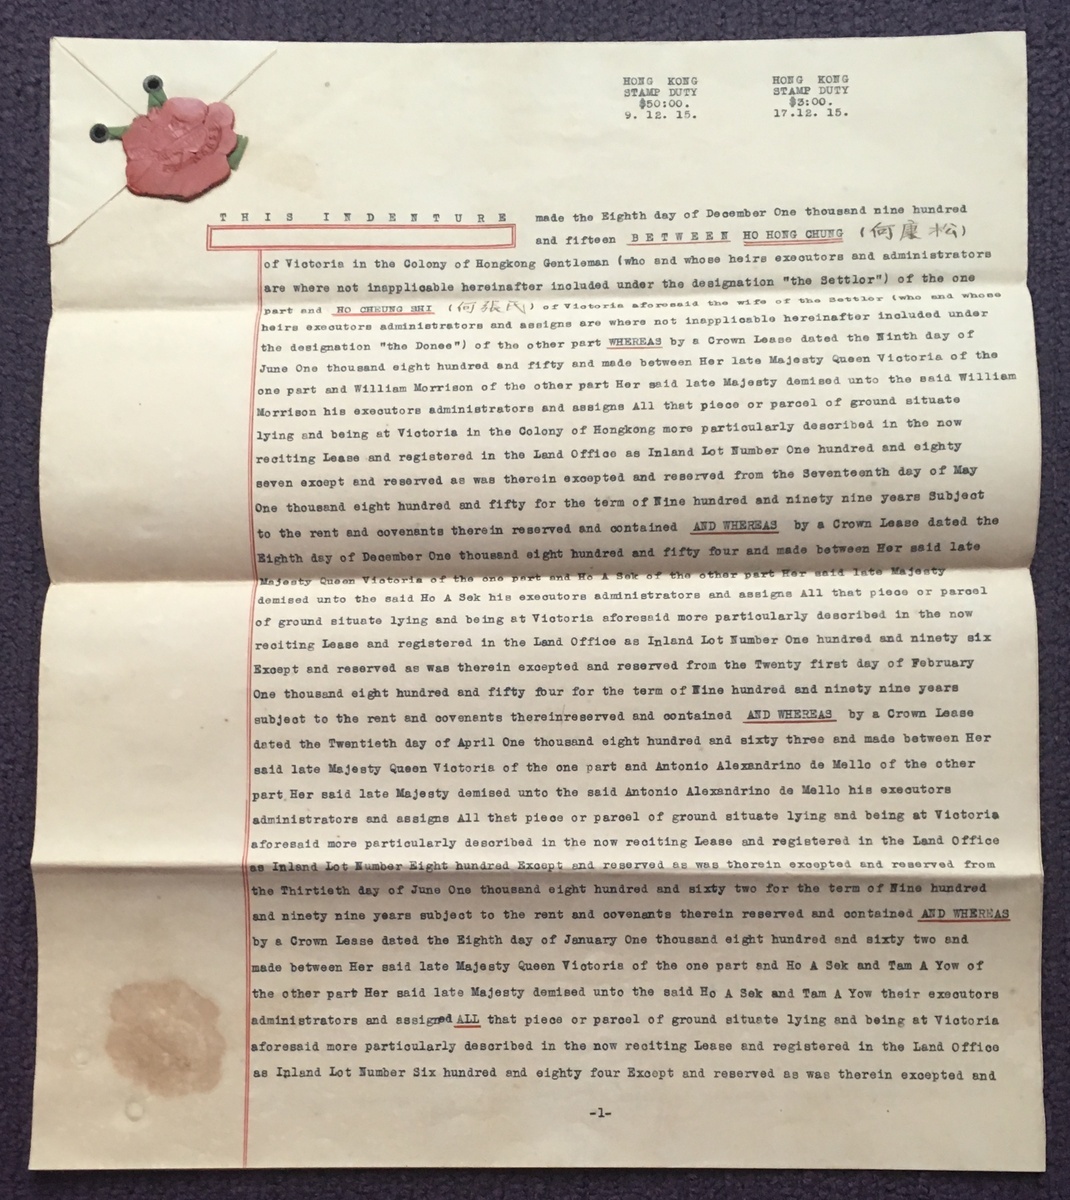 HONG KONG
STAMP DUTY
$50:00.
9. 12. 15.
HONG KONG
STAMP DUTY
$3:00.
17.12. 15.
THIS INDENTURE made the Eighth day of December One thousand nine hundred
and fifteen BETWEEN HO HONG CHUNG (何 松)
of Victoria in the Colony of Hongkong Gentleman (who and whose heirs executors and administrators
are where not inapplicable hereinafter included under the designation "the Settlor") of the one
part and HO CHEUNG SHI (何張氏) of Victoria aforesaid the wife of the Settlor (who and whose
heirs executors administrators and assigns are where not inapplicable hereinafter included under
the designation "the Donee") of the other part WHEREAS by a Crown Lease dated the Ninth day of
June One thousand eight hundred and fifty and made between Her late Majesty Queen Victoria of the
one part and William Morrison of the other part Her said late Majesty demised unto the said William
Morrison his executors administrators and assigns All that piece or parcel of ground situate
lying and being at Victoria in the Colony of Hongkong more particularly described in the now
reciting Lease and registered in the Land Office as Inland Lot Number One hundred and eighty
seven except and reserved as was therein excepted and reserved from the Seventeenth day of May
One thousand eight hundred and fifty for the term of Nine hundred and ninety nine years Subject
to the rent and covenants therein reserved and contained AND WHEREAS by a Crown Lease dated the
Eighth day of December One thousand eight hundred and fifty four and made between Her said late
Majesty Queen Victoria of the one part and Ho A Sek of the other part Her said late Majesty
demised unto the said Ho A Sek his executors administrators and assigns All that piece or parcel
of ground situate lying and being at Victoria aforesaid more particularly described in the now
reciting Lease and registered in the Land Office as Inland Lot Number One hundred and ninety six
Except and reserved as was therein excepted and reserved from the Twenty first day of February
One thousand eight hundred and fifty four for the term of Nine hundred and ninety nine years
subject to the rent and covenants therein reserved and contained AND WHEREAS by a Crown Lease
dated the Twentieth day of April One thousand eight hundred and sixty three and made between Her
said late Majesty Queen Victoria of the one part and Antonio Alexandrino de Mello of the other
part Her said late Majesty demised unto the said Antonio Alexandrino de Mello his executors
administrators and assigns All that piece or parcel of ground situate lying and being at Victoria
aforesaid more particularly described in the now reciting Lease and registered in the Land Office
as Inland Lot Number Eight hundred Except and reserved as was therein excepted and reserved from
the Thirtieth day of June One thousand eight hundred and sixty two for the term of Nine hundred
and ninety nine years subject to the rent and covenants therein reserved and contained AND WHEREAS
by a Crown Lease dated the Eighth day of January One thousand eight hundred and sixty two and
made between Her said late Majesty Queen Victoria of the one part and Ho A Sek and Tam A Yow of
the other part Her said late Majesty demised unto the said Ho A Sek and Tam A Yow their executors
administrators and assigned ALL that piece or parcel of ground situate lying and being at Victoria
aforesaid more particularly described in the now reciting Lease and registered in the Land Office
as Inland Lot Number Six hundred and eighty four Except and reserved as was therein excepted and
-1-